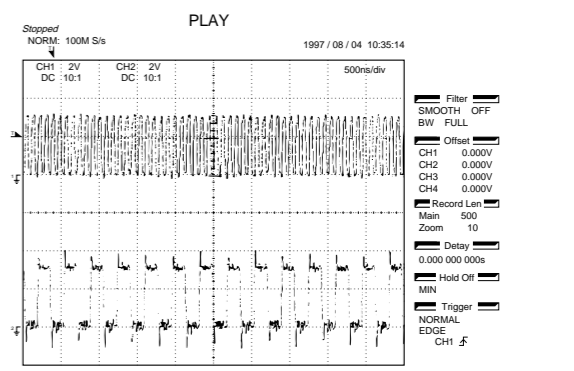 PLAY
Stopped
NORM: 100M S/s
1997 / 08 / 04 10:35:14
CH1 2V
DC 10:1
CH2 2V
DC 10:1
500ns/div
Filter
SMOOTH OFF
BW FULL
Offset
CH1 0.000V
CH2 0.000V
CH3 0.000V
CH4 0.000V
Record Len
Main 500
Zoom 10
Detay
0.000 000 000s
Hold Off
MIN
Trigger
NORMAL
EDGE
CH1